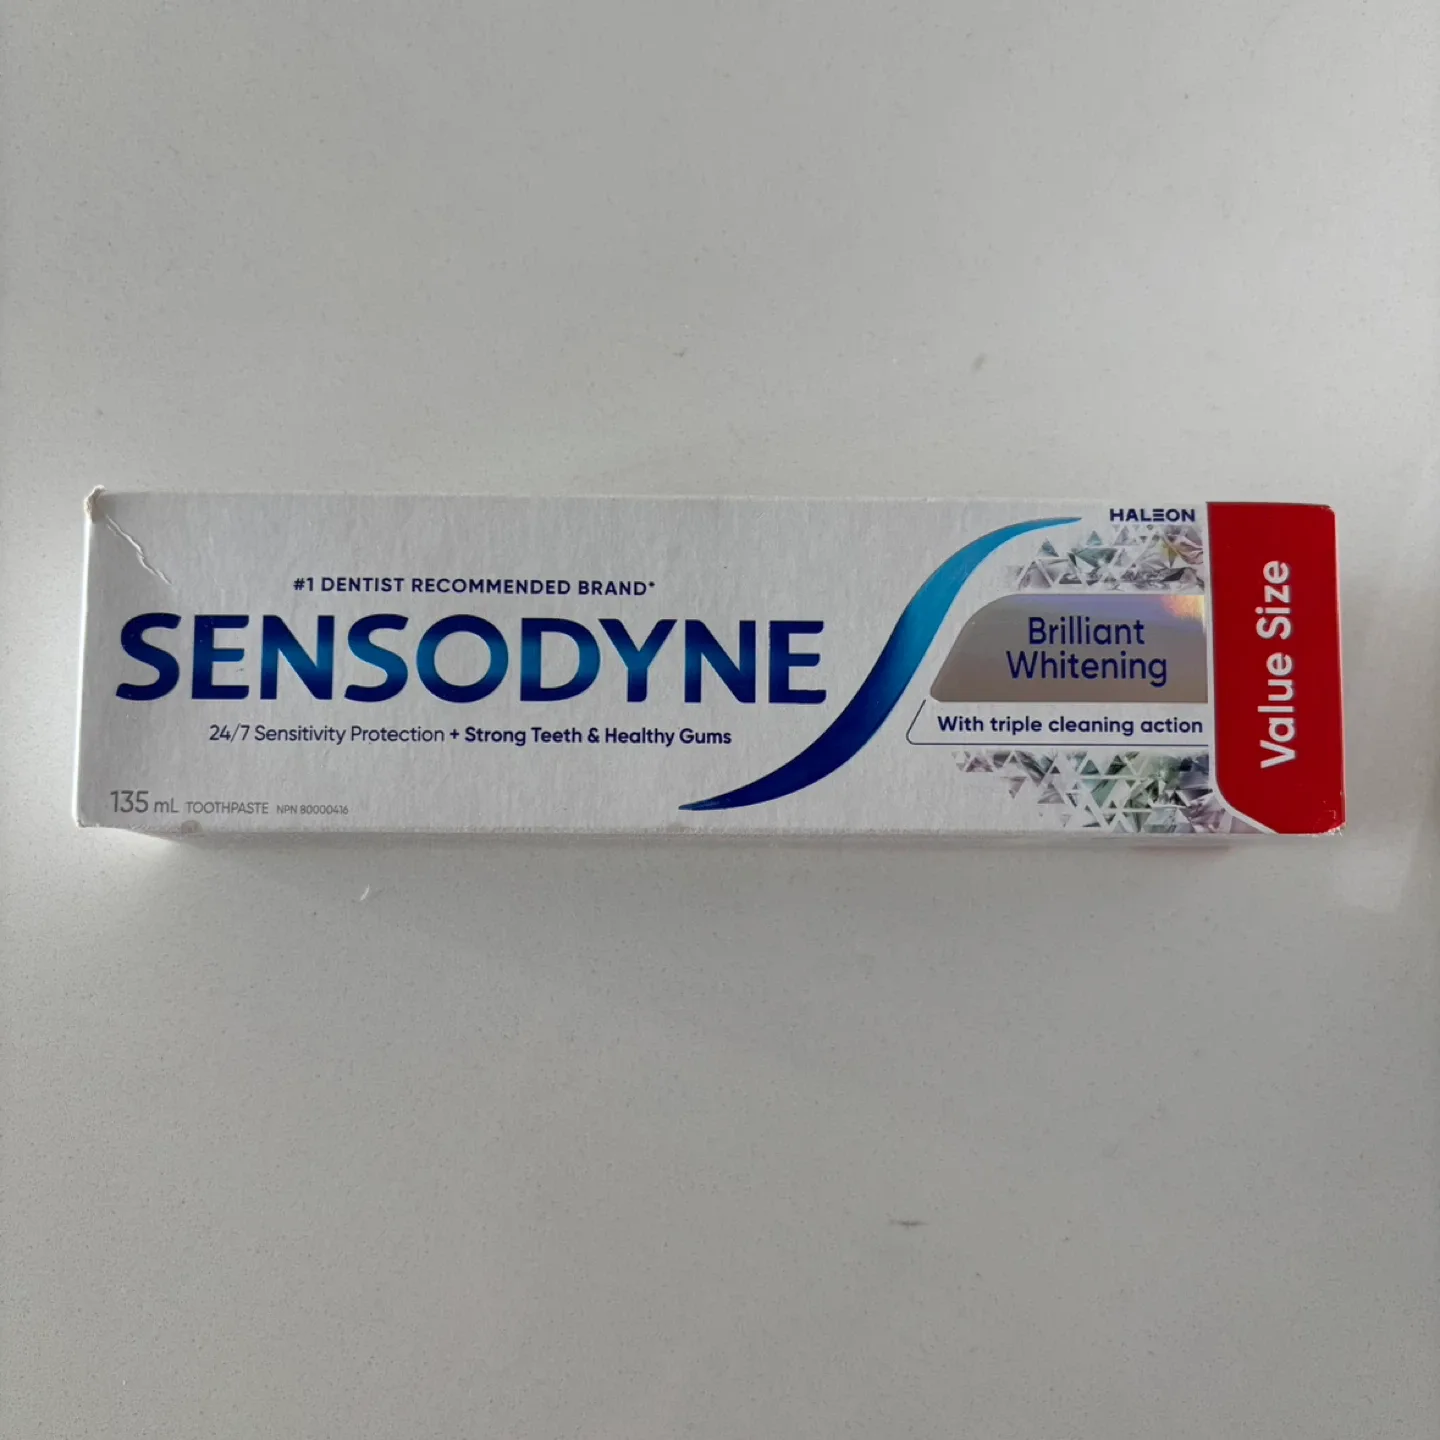 HALEON
#1 DENTIST RECOMMENDED BRAND*
SENSODYNE
24/7 Sensitivity Protection + Strong Teeth & Healthy Gums
135 mL TOOTHPASTE NPN 80000416
Brilliant
Whitening
With triple cleaning action
Value Size